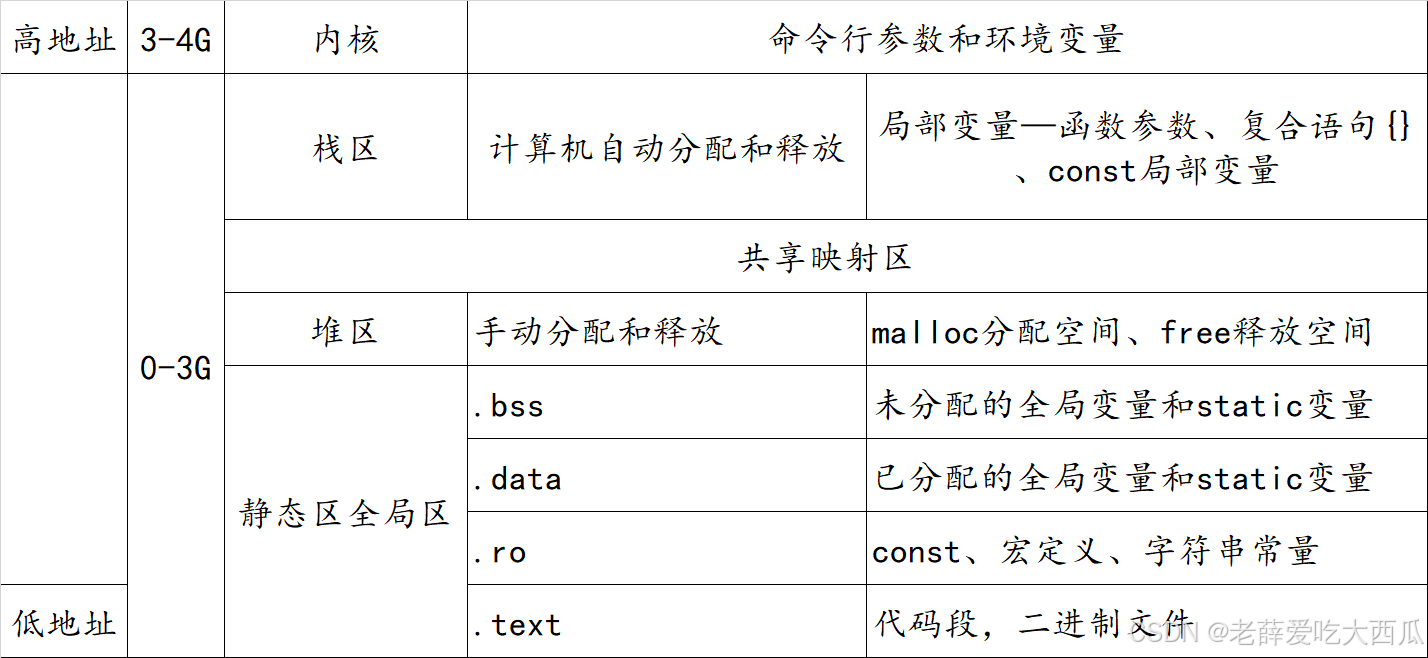 高地址 3-4G 内核 命令行参数和环境变量
栈区 计算机自动分配和释放 局部变量—函数参数、复合语句{}
、const局部变量
共享映射区
堆区 手动分配和释放 malloc分配空间、free释放空间
0-3G
.bss 未分配的全局变量和static变量
.data 已分配的全局变量和static变量
静态区全局区
.ro const、宏定义、字符串常量
低地址 .text 代码段，二进制文件
CSDN @老薛爱吃大西瓜